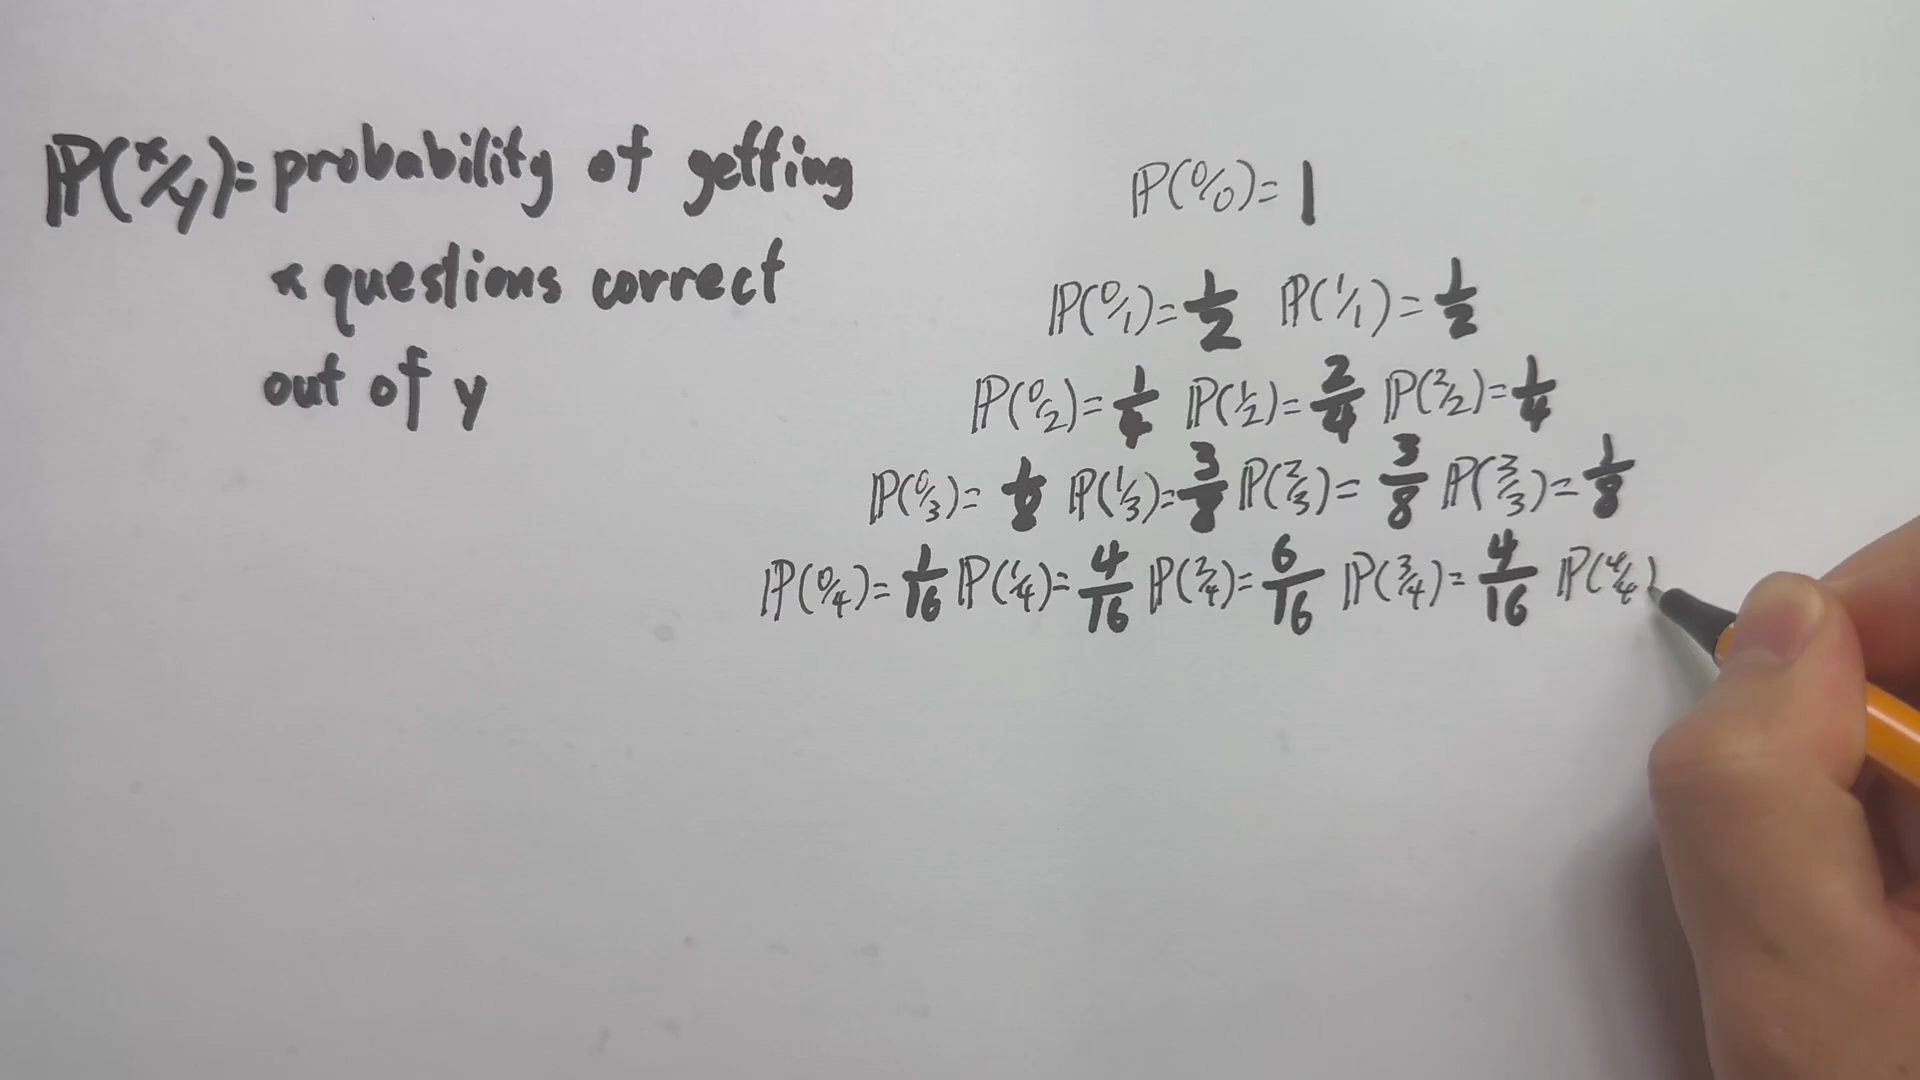 ℙ(x/y)= probability of getting
x questions correct
out of y
ℙ(0/0)= 1
ℙ(0/1)= 1/2 ℙ(1/1)= 1/2
ℙ(0/2)= 1/4 ℙ(1/2)= 2/4 ℙ(2/2)= 1/4
ℙ(0/3)= 1/8 ℙ(1/3)= 3/8 ℙ(2/3)= 3/8 ℙ(3/3)= 1/8
ℙ(0/4)= 1/16 ℙ(1/4)= 4/16 ℙ(2/4)= 6/16 ℙ(3/4)= 4/16 ℙ(4/4)